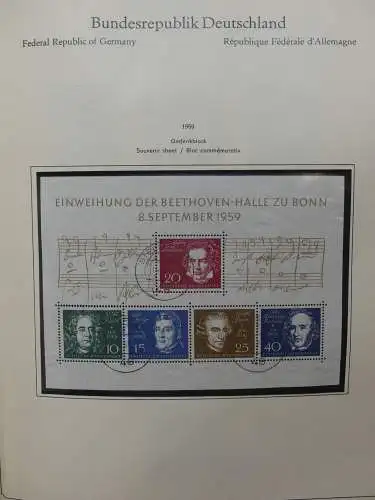 Bundesrepublik Deutschland
Federal Republic of Germany République Fédérale d'Allemagne
1959
Gedenkblock
Souvenir sheet / Bloc commémoratif
EINWEIHUNG DER BEETHOVEN-HALLE ZU BONN
8. SEPTEMBER 1959
20
10 15 25 40